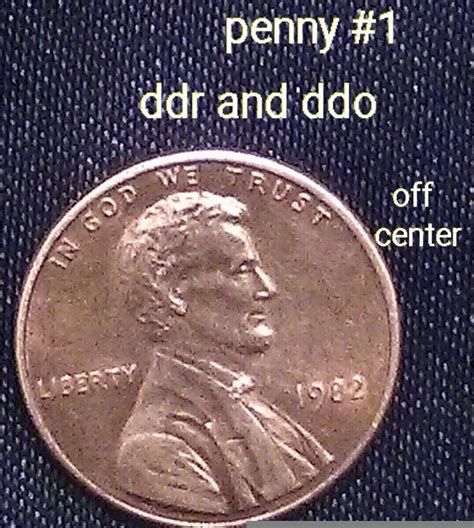 penny #1
ddr and ddo
off
center
IN GOD WE TRUST
LIBERTY
1982